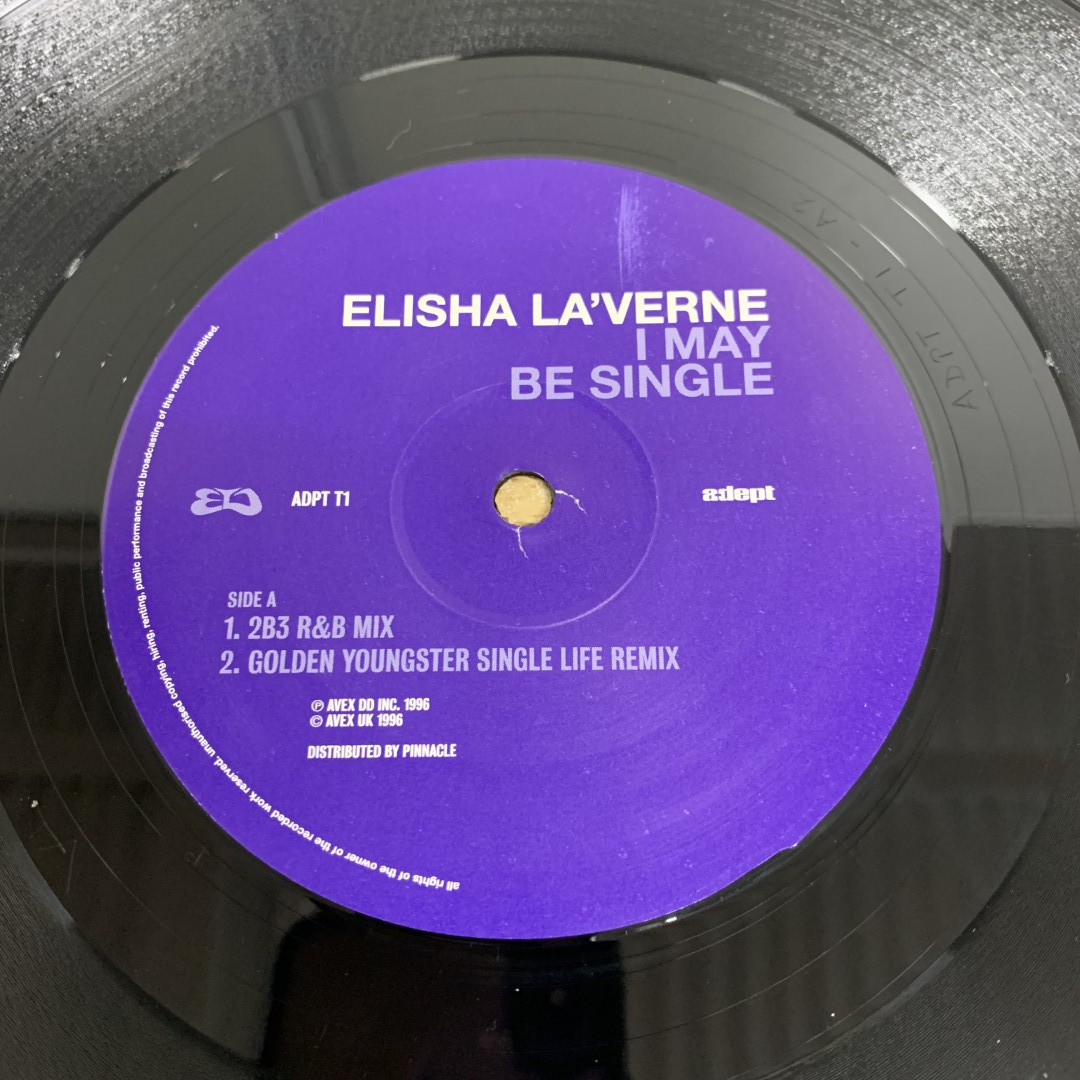 ELISHA LA'VERNE
I MAY
BE SINGLE
ADPT T1
adept
SIDE A
1. 2B3 R&B MIX
2. GOLDEN YOUNGSTER SINGLE LIFE REMIX
℗ AVEX DD INC. 1996
© AVEX UK 1996
DISTRIBUTED BY PINNACLE
all rights of the owner of the recorded work reserved. unauthorised copying, hiring, renting, public performance and broadcasting of this record prohibited.
ADPT T1 - A2